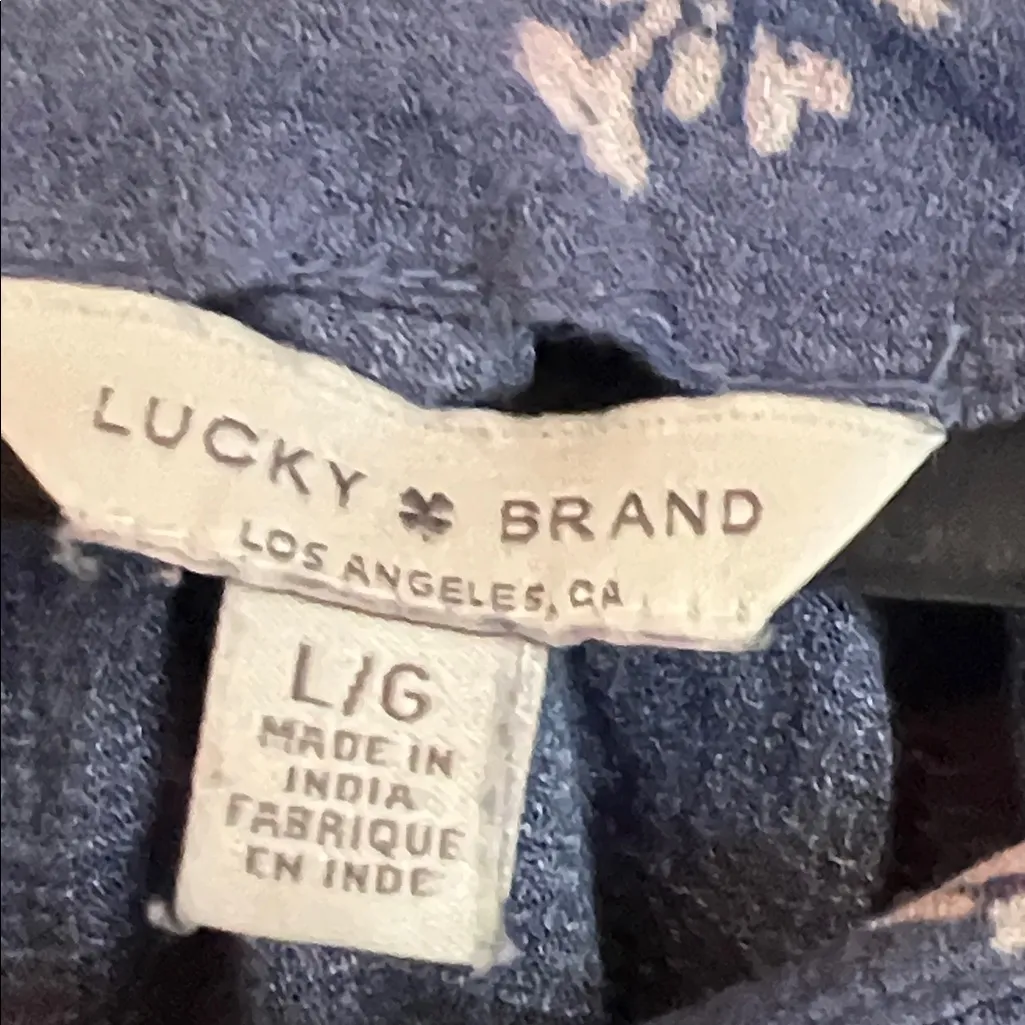 LUCKY BRAND
LOS ANGELES, CA
L/G
MADE IN
INDIA
FABRIQUE
EN INDE